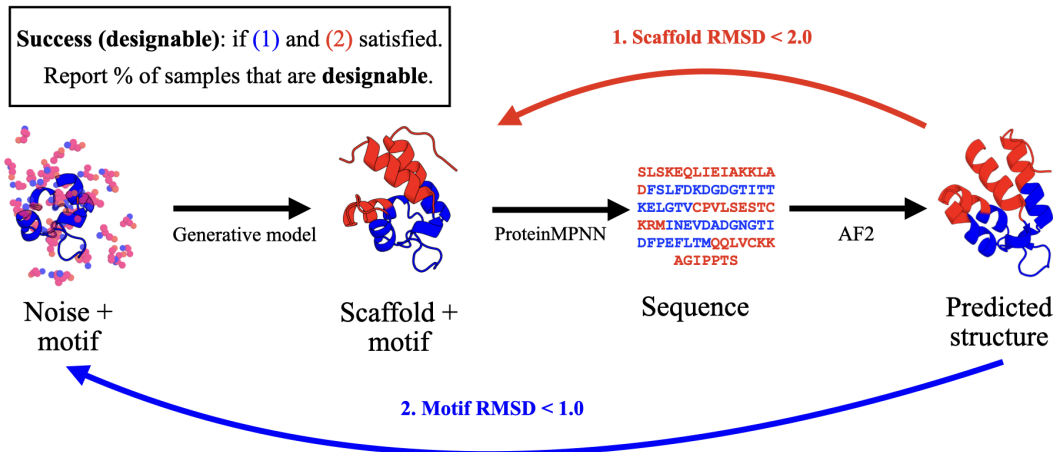 Success (designable): if (1) and (2) satisfied.
Report % of samples that are designable.
1. Scaffold RMSD < 2.0
Generative model
ProteinMPNN
SLSKEQLIEIAKKLA
DFSLFDKDGDGTITT
KELGTVCPVLSESTC
KRMINEVDADGNGTI
DFPEFLTMQQLVCKK
AGIPPTS
AF2
Noise +
motif
Scaffold +
motif
Sequence
Predicted
structure
2. Motif RMSD < 1.0